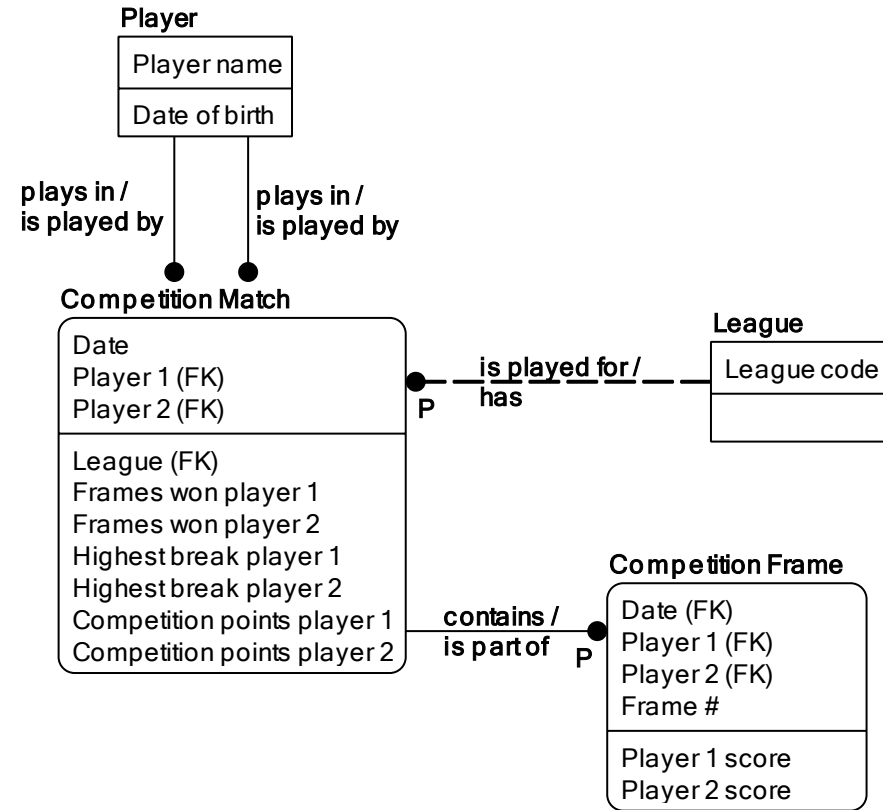 Player
Player name
Date of birth
plays in /
is played by
plays in /
is played by
Competition Match
Date
Player 1 (FK)
Player 2 (FK)
League (FK)
Frames won player 1
Frames won player 2
Highest break player 1
Highest break player 2
Competition points player 1
Competition points player 2
is played for /
has
P
League
League code
contains /
is part of
P
Competition Frame
Date (FK)
Player 1 (FK)
Player 2 (FK)
Frame #
Player 1 score
Player 2 score